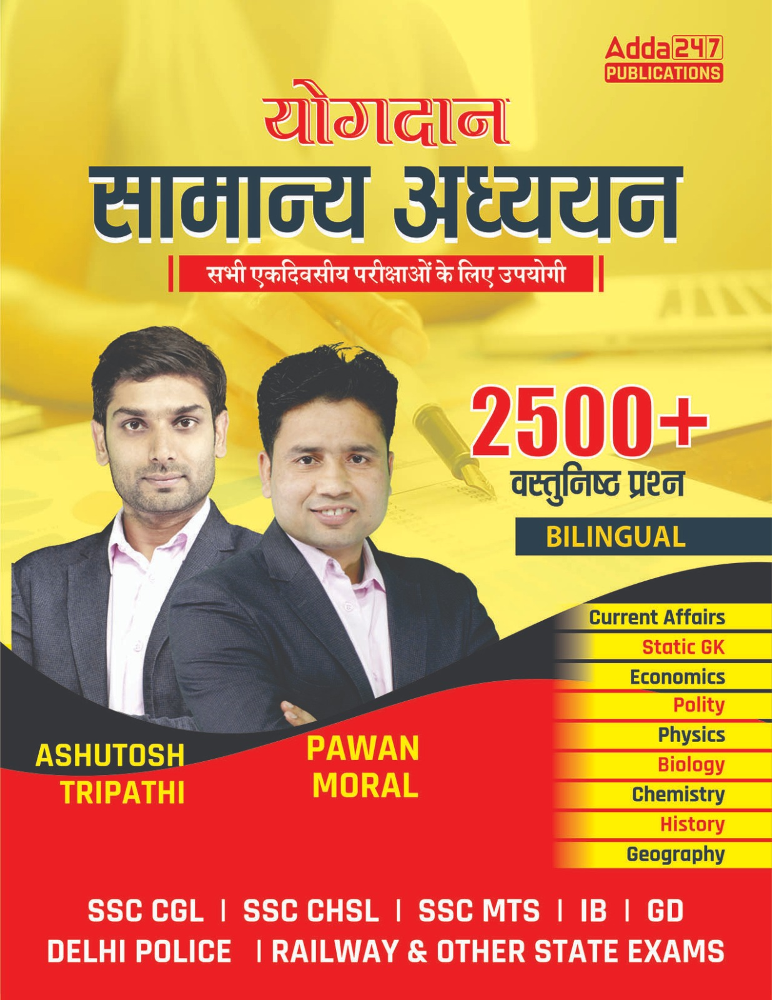 Adda247
PUBLICATIONS
योगदान
सामान्य अध्ययन
सभी एकदिवसीय परीक्षाओं के लिए उपयोगी
2500+
वस्तुनिष्ठ प्रश्न
BILINGUAL
Current Affairs
Static GK
Economics
Polity
Physics
Biology
Chemistry
History
Geography
ASHUTOSH
TRIPATHI
PAWAN
MORAL
SSC CGL | SSC CHSL | SSC MTS | IB | GD
DELHI POLICE | RAILWAY & OTHER STATE EXAMS